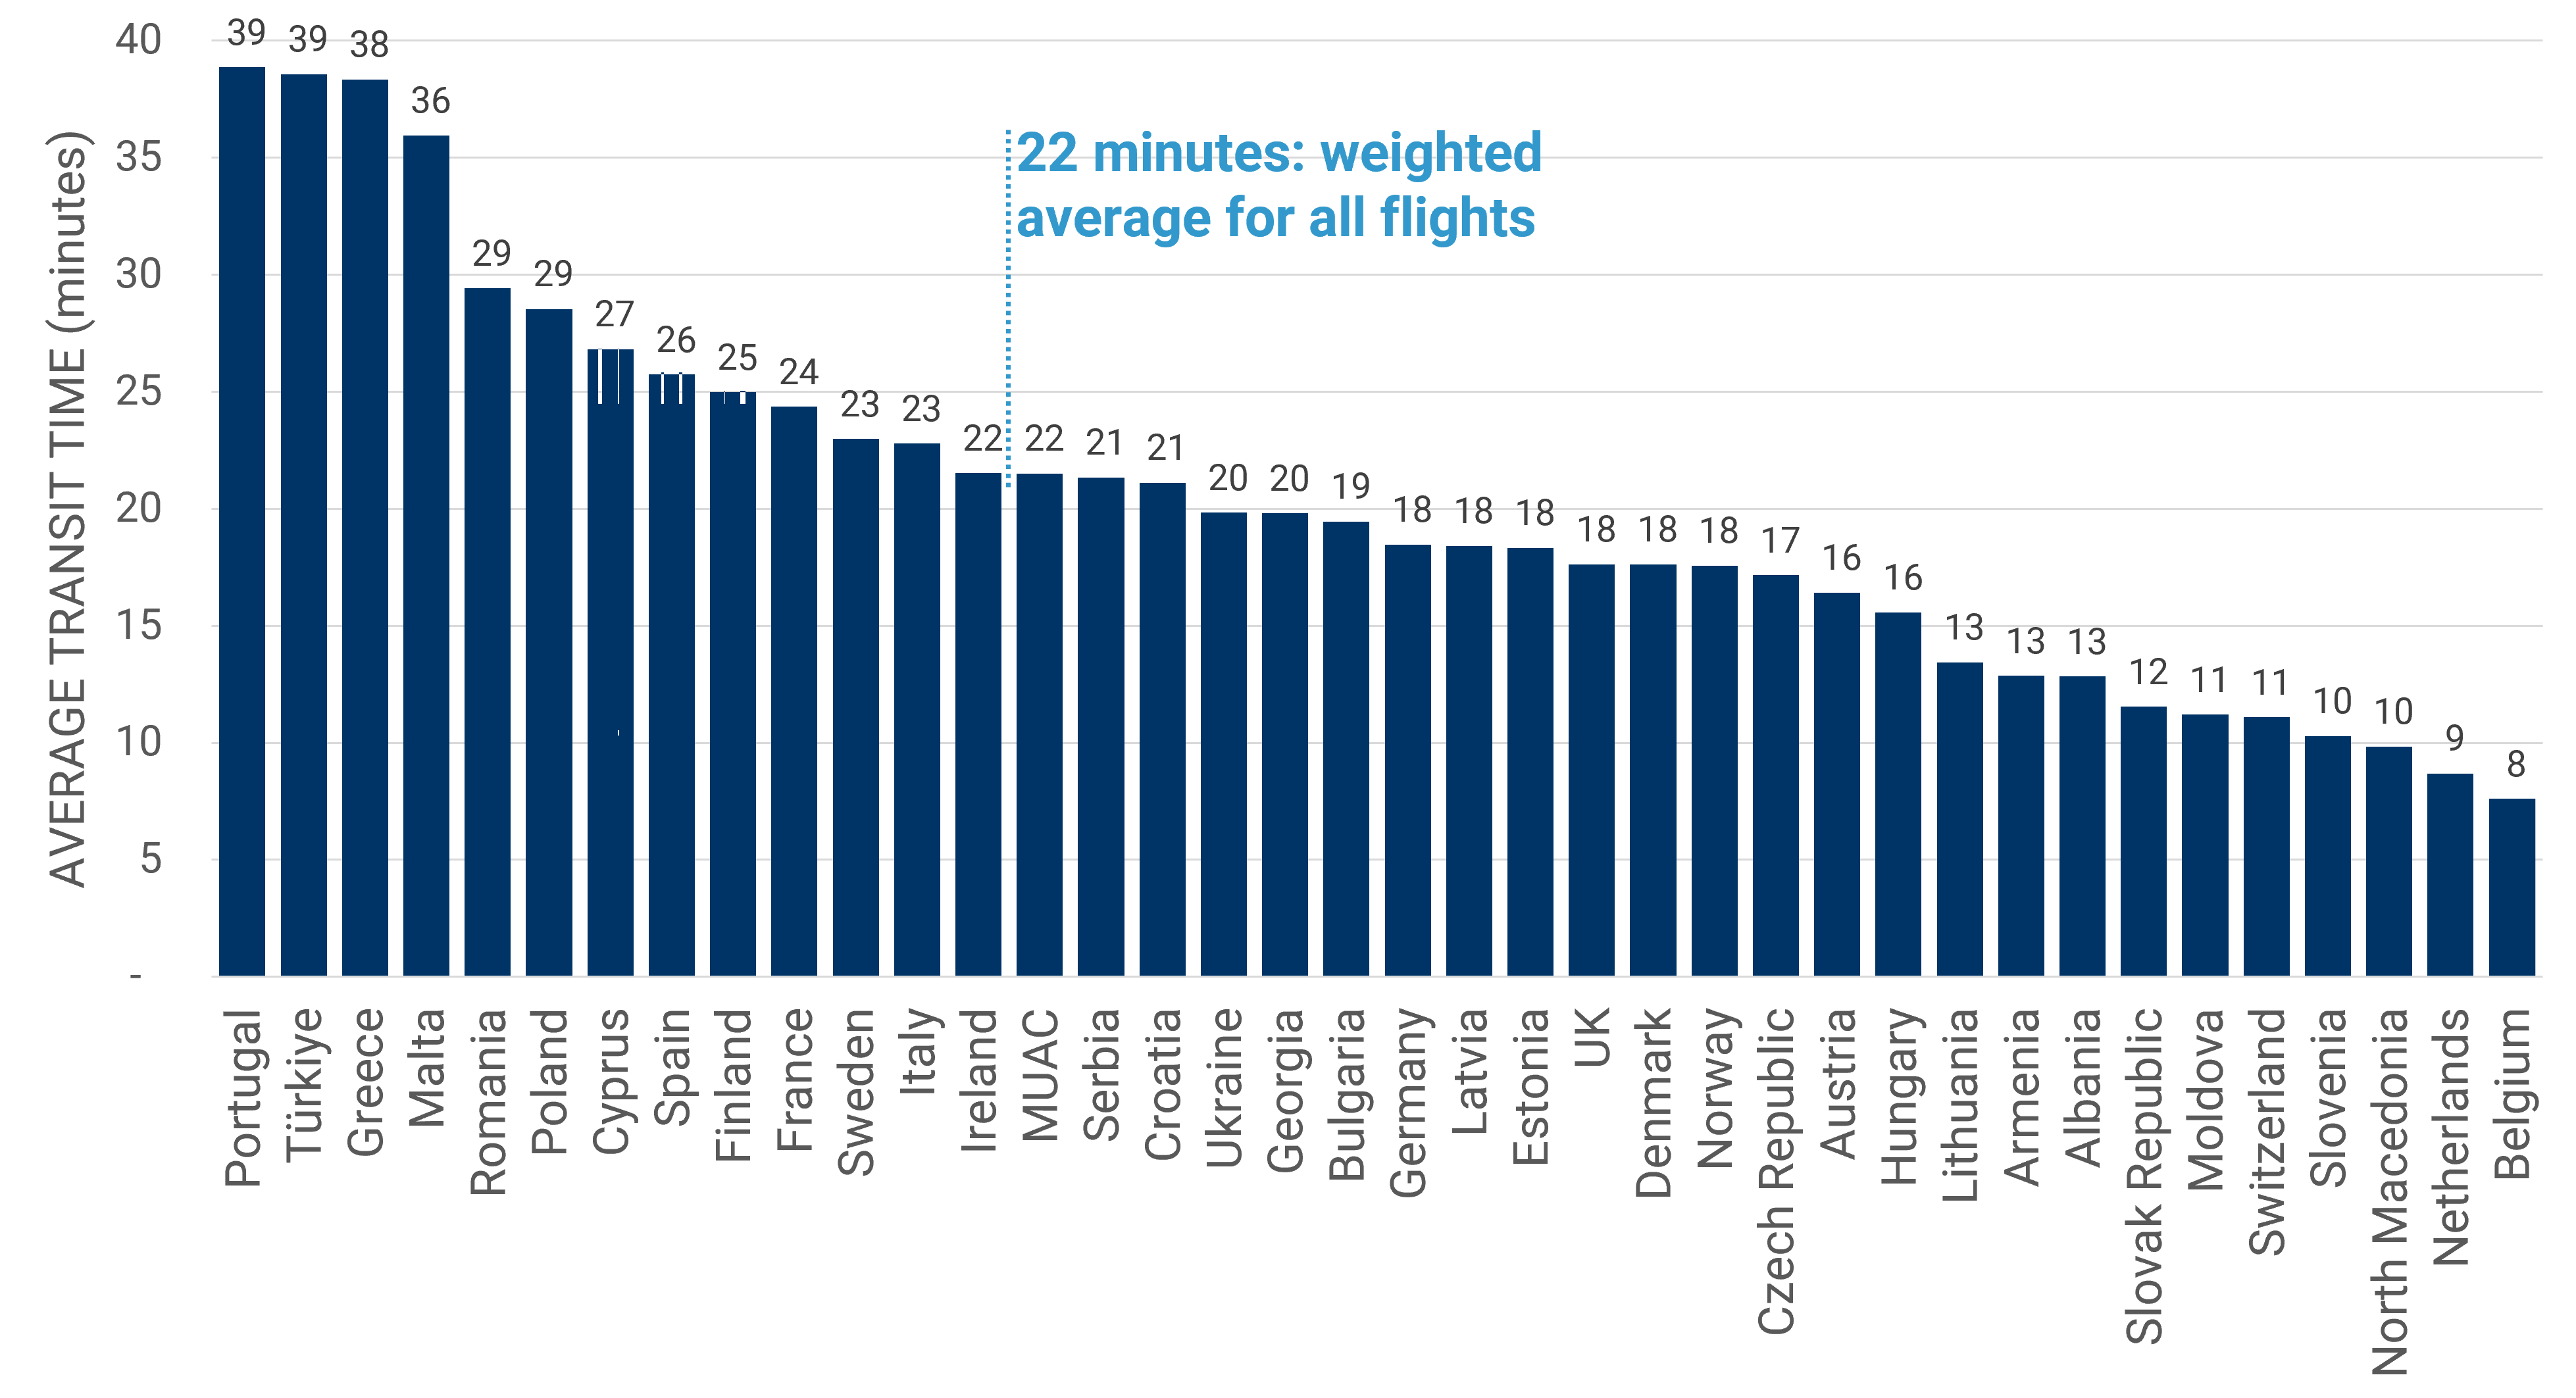 AVERAGE TRANSIT TIME (minutes)
40
35
30
25
20
15
10
5
-
39
39
38
36
29
29
27
26
25
24
23
23
22
22
21
21
20
20
19
18
18
18
18
18
18
17
16
16
13
13
13
12
11
11
10
10
9
8
22 minutes: weighted
average for all flights
Portugal
Türkiye
Greece
Malta
Romania
Poland
Cyprus
Spain
Finland
France
Sweden
Italy
Ireland
MUAC
Serbia
Croatia
Ukraine
Georgia
Bulgaria
Germany
Latvia
Estonia
UK
Denmark
Norway
Czech Republic
Austria
Hungary
Lithuania
Armenia
Albania
Slovak Republic
Moldova
Switzerland
Slovenia
North Macedonia
Netherlands
Belgium